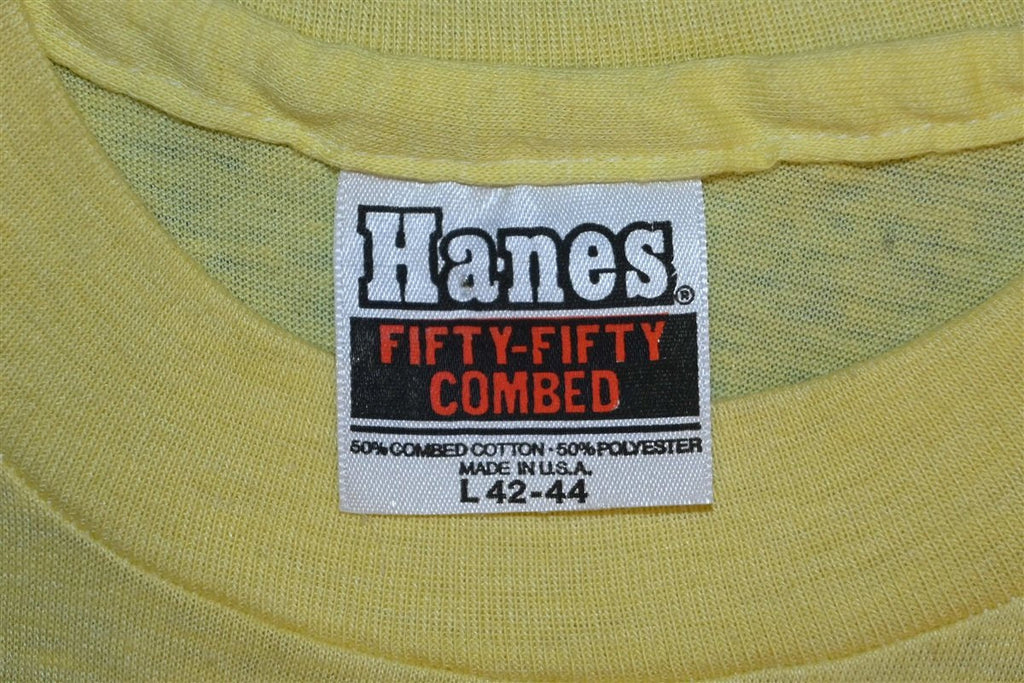 Hanes®
FIFTY-FIFTY
COMBED
50% COMBED COTTON • 50% POLYESTER
MADE IN U.S.A.
L 42-44